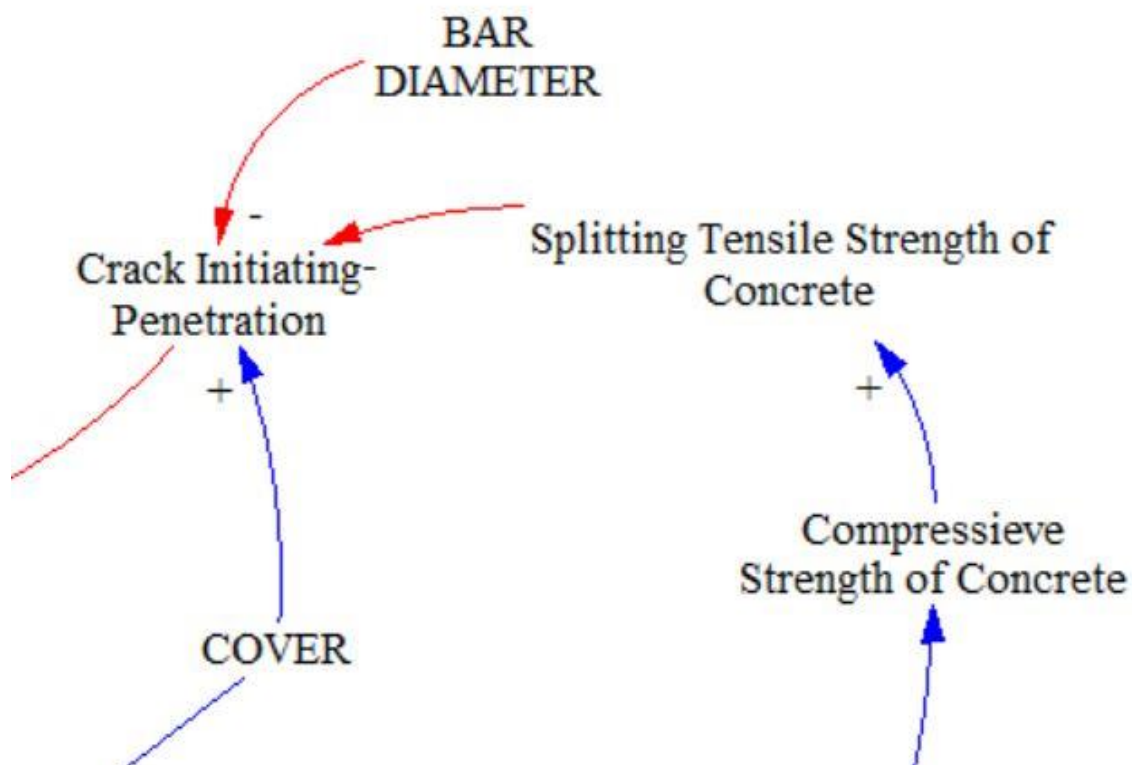 BAR
DIAMETER
-
Splitting Tensile Strength of
Concrete
Crack Initiating-
Penetration
+
+
Compressieve
Strength of Concrete
COVER